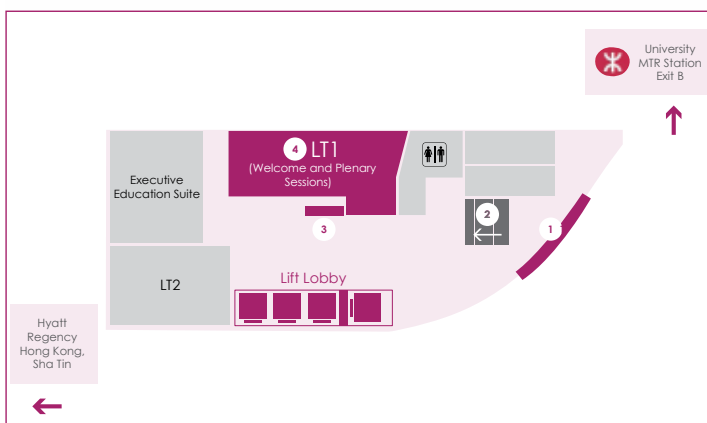 University
MTR Station
Exit B
4 LT1
(Welcome and Plenary
Sessions)
Executive
Education Suite
2
1
3
LT2
Lift Lobby
Hyatt
Regency
Hong Kong,
Sha Tin